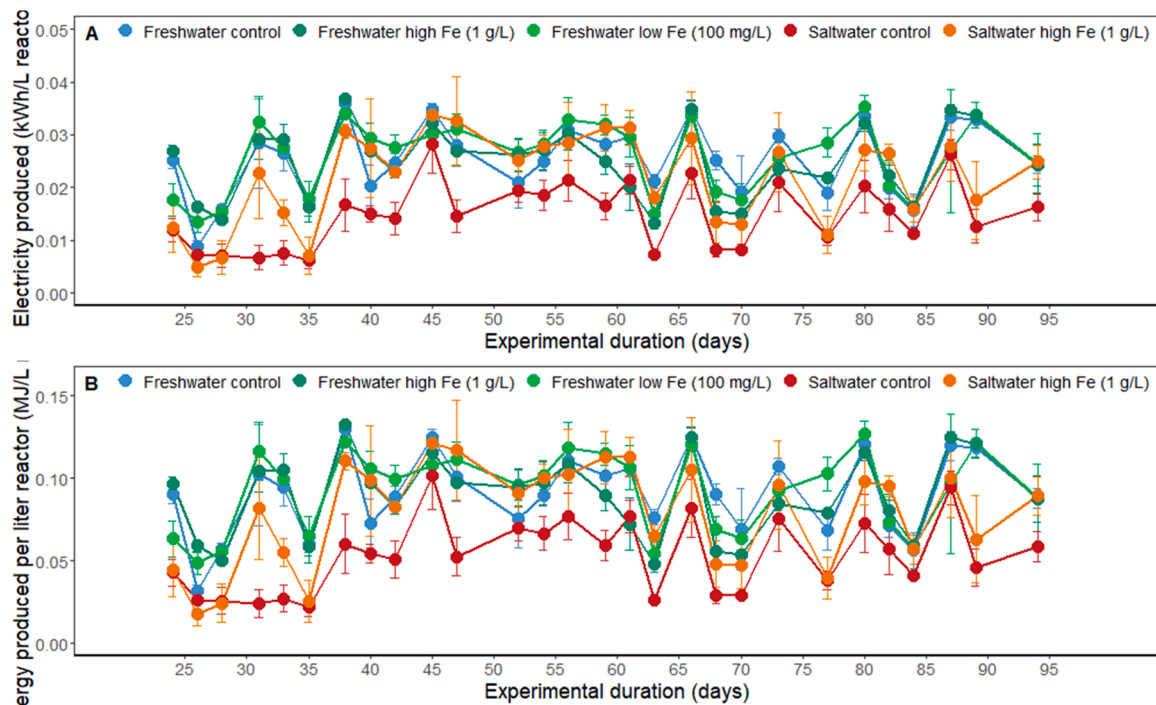 Electricity produced (kWh/L reacto
A Freshwater control Freshwater high Fe (1 g/L) Freshwater low Fe (100 mg/L) Saltwater control Saltwater high Fe (1 g/L)
0.05
0.04
0.03
0.02
0.01
0.00
25 30 35 40 45 50 55 60 65 70 75 80 85 90 95
Experimental duration (days)
ergy produced per liter reactor (MJ/L
B Freshwater control Freshwater high Fe (1 g/L) Freshwater low Fe (100 mg/L) Saltwater control Saltwater high Fe (1 g/L)
0.15
0.10
0.05
0.00
25 30 35 40 45 50 55 60 65 70 75 80 85 90 95
Experimental duration (days)